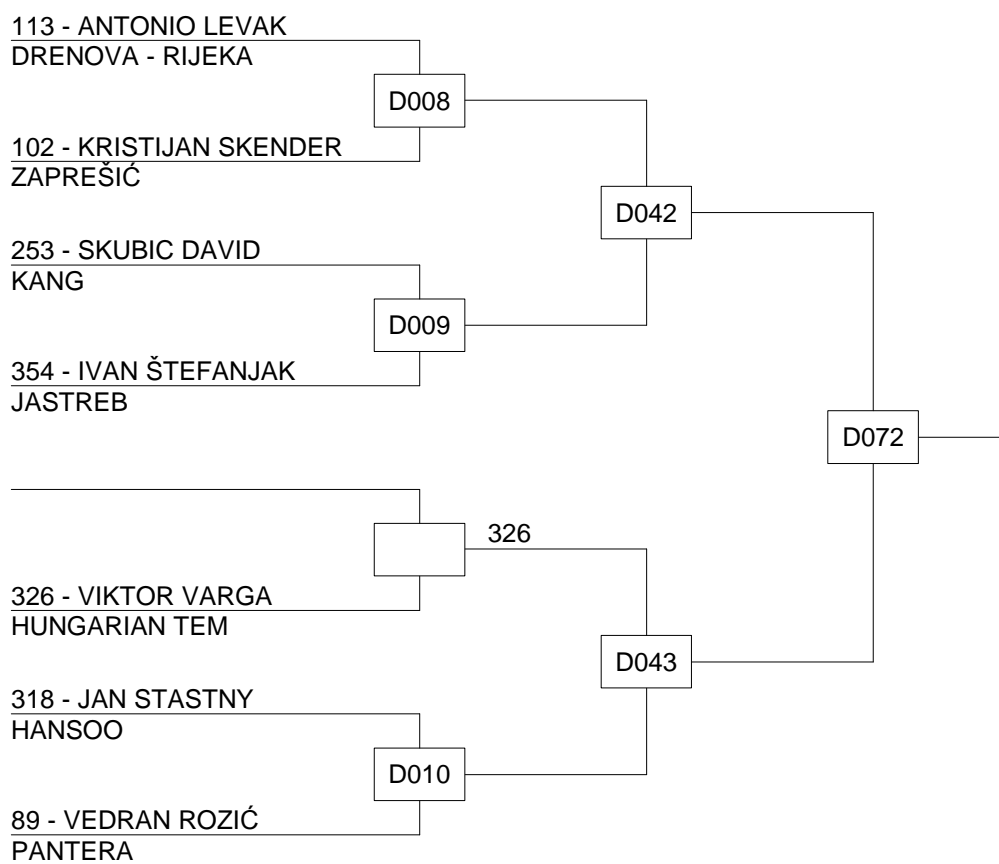 113 - ANTONIO LEVAK
DRENOVA - RIJEKA
D008
102 - KRISTIJAN SKENDER
ZAPREŠIĆ
D042
253 - SKUBIC DAVID
KANG
D009
354 - IVAN ŠTEFANJAK
JASTREB
D072
326
326 - VIKTOR VARGA
HUNGARIAN TEM
D043
318 - JAN STASTNY
HANSOO
D010
89 - VEDRAN ROZIĆ
PANTERA